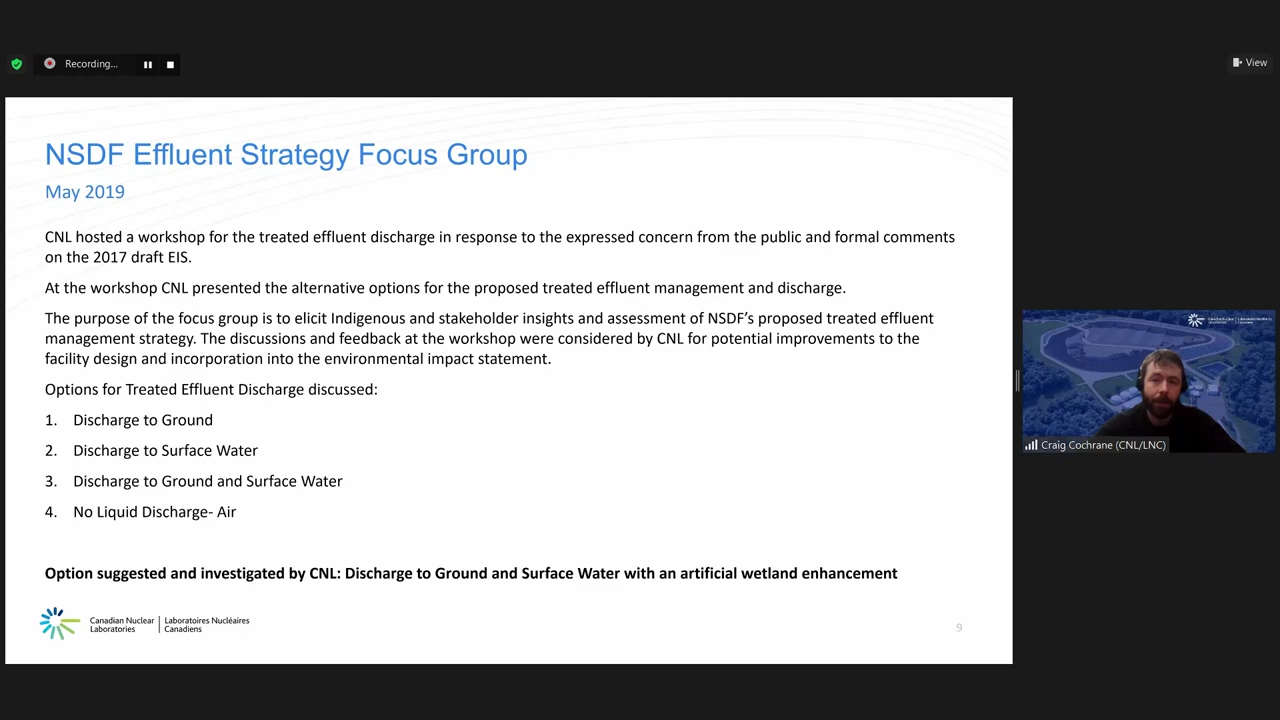 Recording...
View
NSDF Effluent Strategy Focus Group
May 2019
CNL hosted a workshop for the treated effluent discharge in response to the expressed concern from the public and formal comments
on the 2017 draft EIS.
At the workshop CNL presented the alternative options for the proposed treated effluent management and discharge.
The purpose of the focus group is to elicit Indigenous and stakeholder insights and assessment of NSDF's proposed treated effluent
management strategy. The discussions and feedback at the workshop were considered by CNL for potential improvements to the
facility design and incorporation into the environmental impact statement.
Options for Treated Effluent Discharge discussed:
1. Discharge to Ground
2. Discharge to Surface Water
3. Discharge to Ground and Surface Water
4. No Liquid Discharge- Air
Option suggested and investigated by CNL: Discharge to Ground and Surface Water with an artificial wetland enhancement
Canadian Nuclear | Laboratoires Nucléaires
Laboratories | Canadiens
9
Craig Cochrane (CNL/LNC)